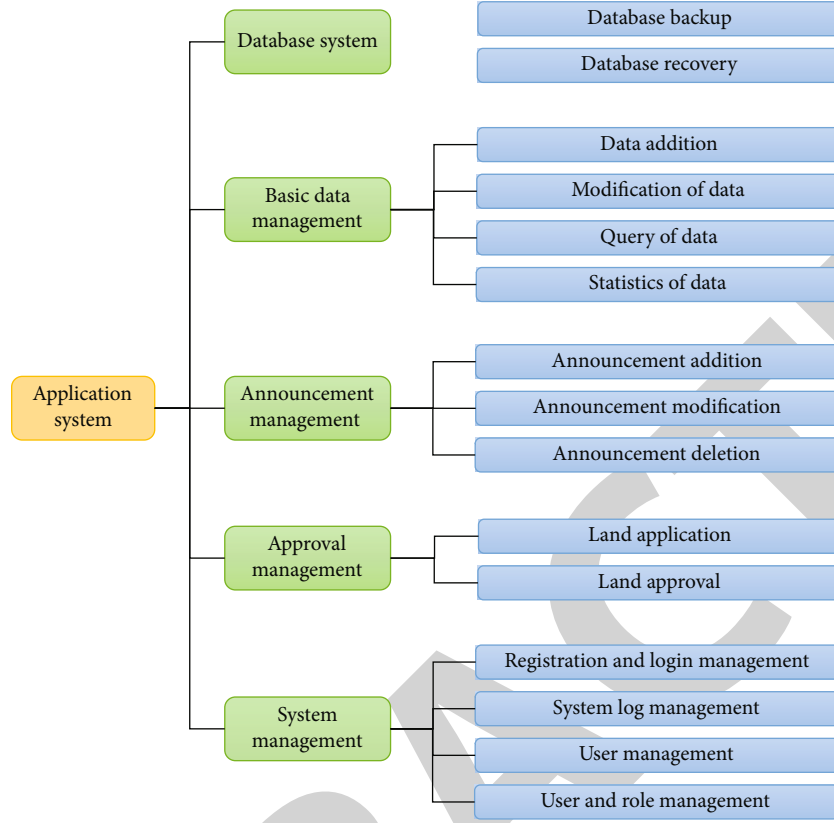 Application
system
Database system
Database backup
Database recovery
Basic data
management
Data addition
Modification of data
Query of data
Statistics of data
Announcement
management
Announcement addition
Announcement modification
Announcement deletion
Approval
management
Land application
Land approval
System
management
Registration and login management
System log management
User management
User and role management